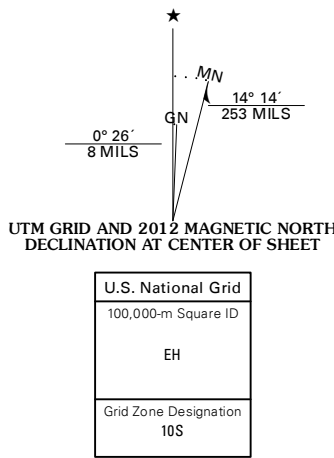 ★
MN
GN
14° 14´
253 MILS
0° 26´
8 MILS
UTM GRID AND 2012 MAGNETIC NORTH
DECLINATION AT CENTER OF SHEET
U.S. National Grid
100,000-m Square ID
EH
Grid Zone Designation
10S